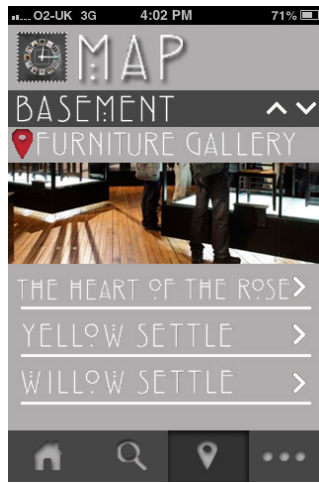 O2-UK 3G 4:02 PM 71%
MAP
BASEMENT
FURNITURE GALLERY
THE HEART OF THE ROSE
YELLOW SETTLE
WILLOW SETTLE